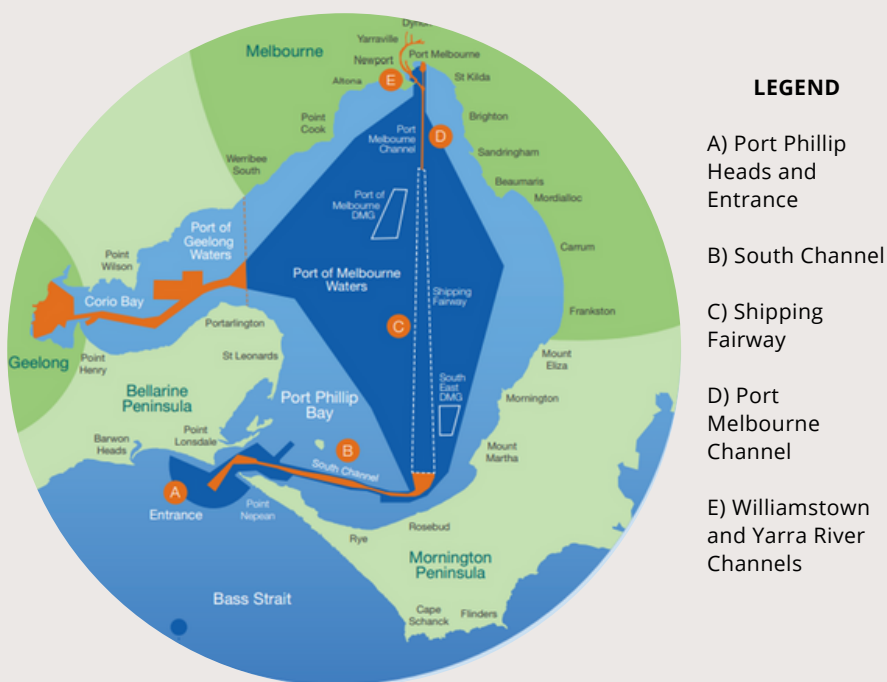 Dynon
Yarraville
Port Melbourne
Melbourne
Newport
St Kilda
Altona
E
Brighton
Point
Cook
Port
Melbourne
Channel
D
Sandringham
Werribee
South
Beaumaris
Port of
Melbourne
DMG
Mordialloc
Port of
Geelong
Waters
Carrum
Point
Wilson
Port of Melbourne
Waters
Corio Bay
Shipping
Fairway
Frankston
C
Portarlington
Geelong
Point
Henry
St Leonards
Mount
Eliza
Bellarine
Peninsula
Port Phillip
Bay
South
East
DMG
Mornington
Barwon
Heads
Point
Lonsdale
B
Mount
Martha
South Channel
A
Entrance
Point
Nepean
Rosebud
Rye
Mornington
Peninsula
Bass Strait
Cape
Schanck
Flinders
LEGEND
A) Port Phillip
Heads and
Entrance
B) South Channel
C) Shipping
Fairway
D) Port
Melbourne
Channel
E) Williamstown
and Yarra River
Channels